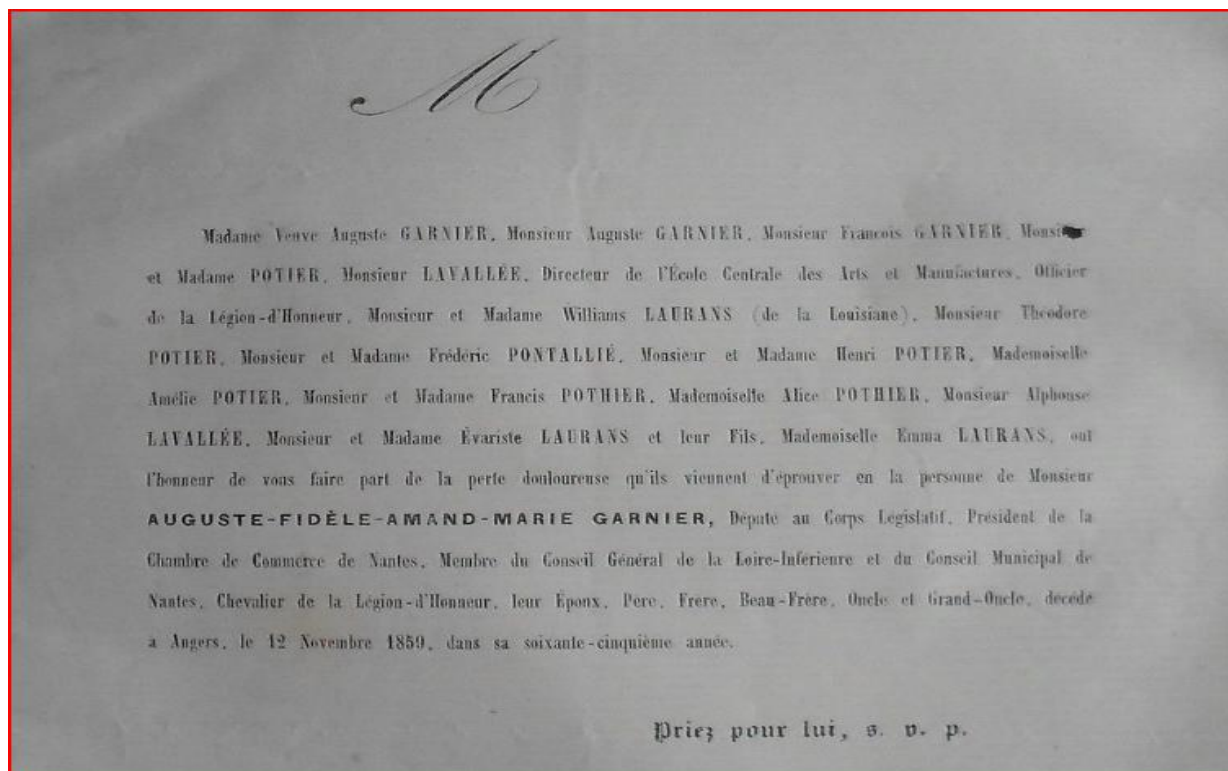 M
Madame Veuve Auguste GARNIER, Monsieur Auguste GARNIER, Monsieur Francois GARNIER, Monsieur
et Madame POTIER, Monsieur LAVALLÉE, Directeur de l'École Centrale des Arts et Manufactures, Officier
de la Légion-d'Honneur, Monsieur et Madame Williams LAURANS (de la Louisiane), Monsieur Théodore
POTIER, Monsieur et Madame Frédéric PONTALLIÉ, Monsieur et Madame Henri POTIER, Mademoiselle
Amélie POTIER, Monsieur et Madame Francis POTHIER, Mademoiselle Alice POTHIER, Monsieur Alphonse
LAVALLÉE, Monsieur et Madame Évariste LAURANS et leur Fils, Mademoiselle Emma LAURANS, ont
l'honneur de vous faire part de la perte douloureuse qu'ils viennent d'éprouver en la personne de Monsieur
AUGUSTE-FIDÈLE-AMAND-MARIE GARNIER, Député au Corps Législatif, Président de la
Chambre de Commerce de Nantes, Membre du Conseil Général de la Loire-Inférieure et du Conseil Municipal de
Nantes, Chevalier de la Légion-d'Honneur, leur Époux, Père, Frère, Beau-Frère, Oncle et Grand-Oncle, décédé
à Angers, le 12 Novembre 1859, dans sa soixante-cinquième année.
Priez pour lui, s. v. p.